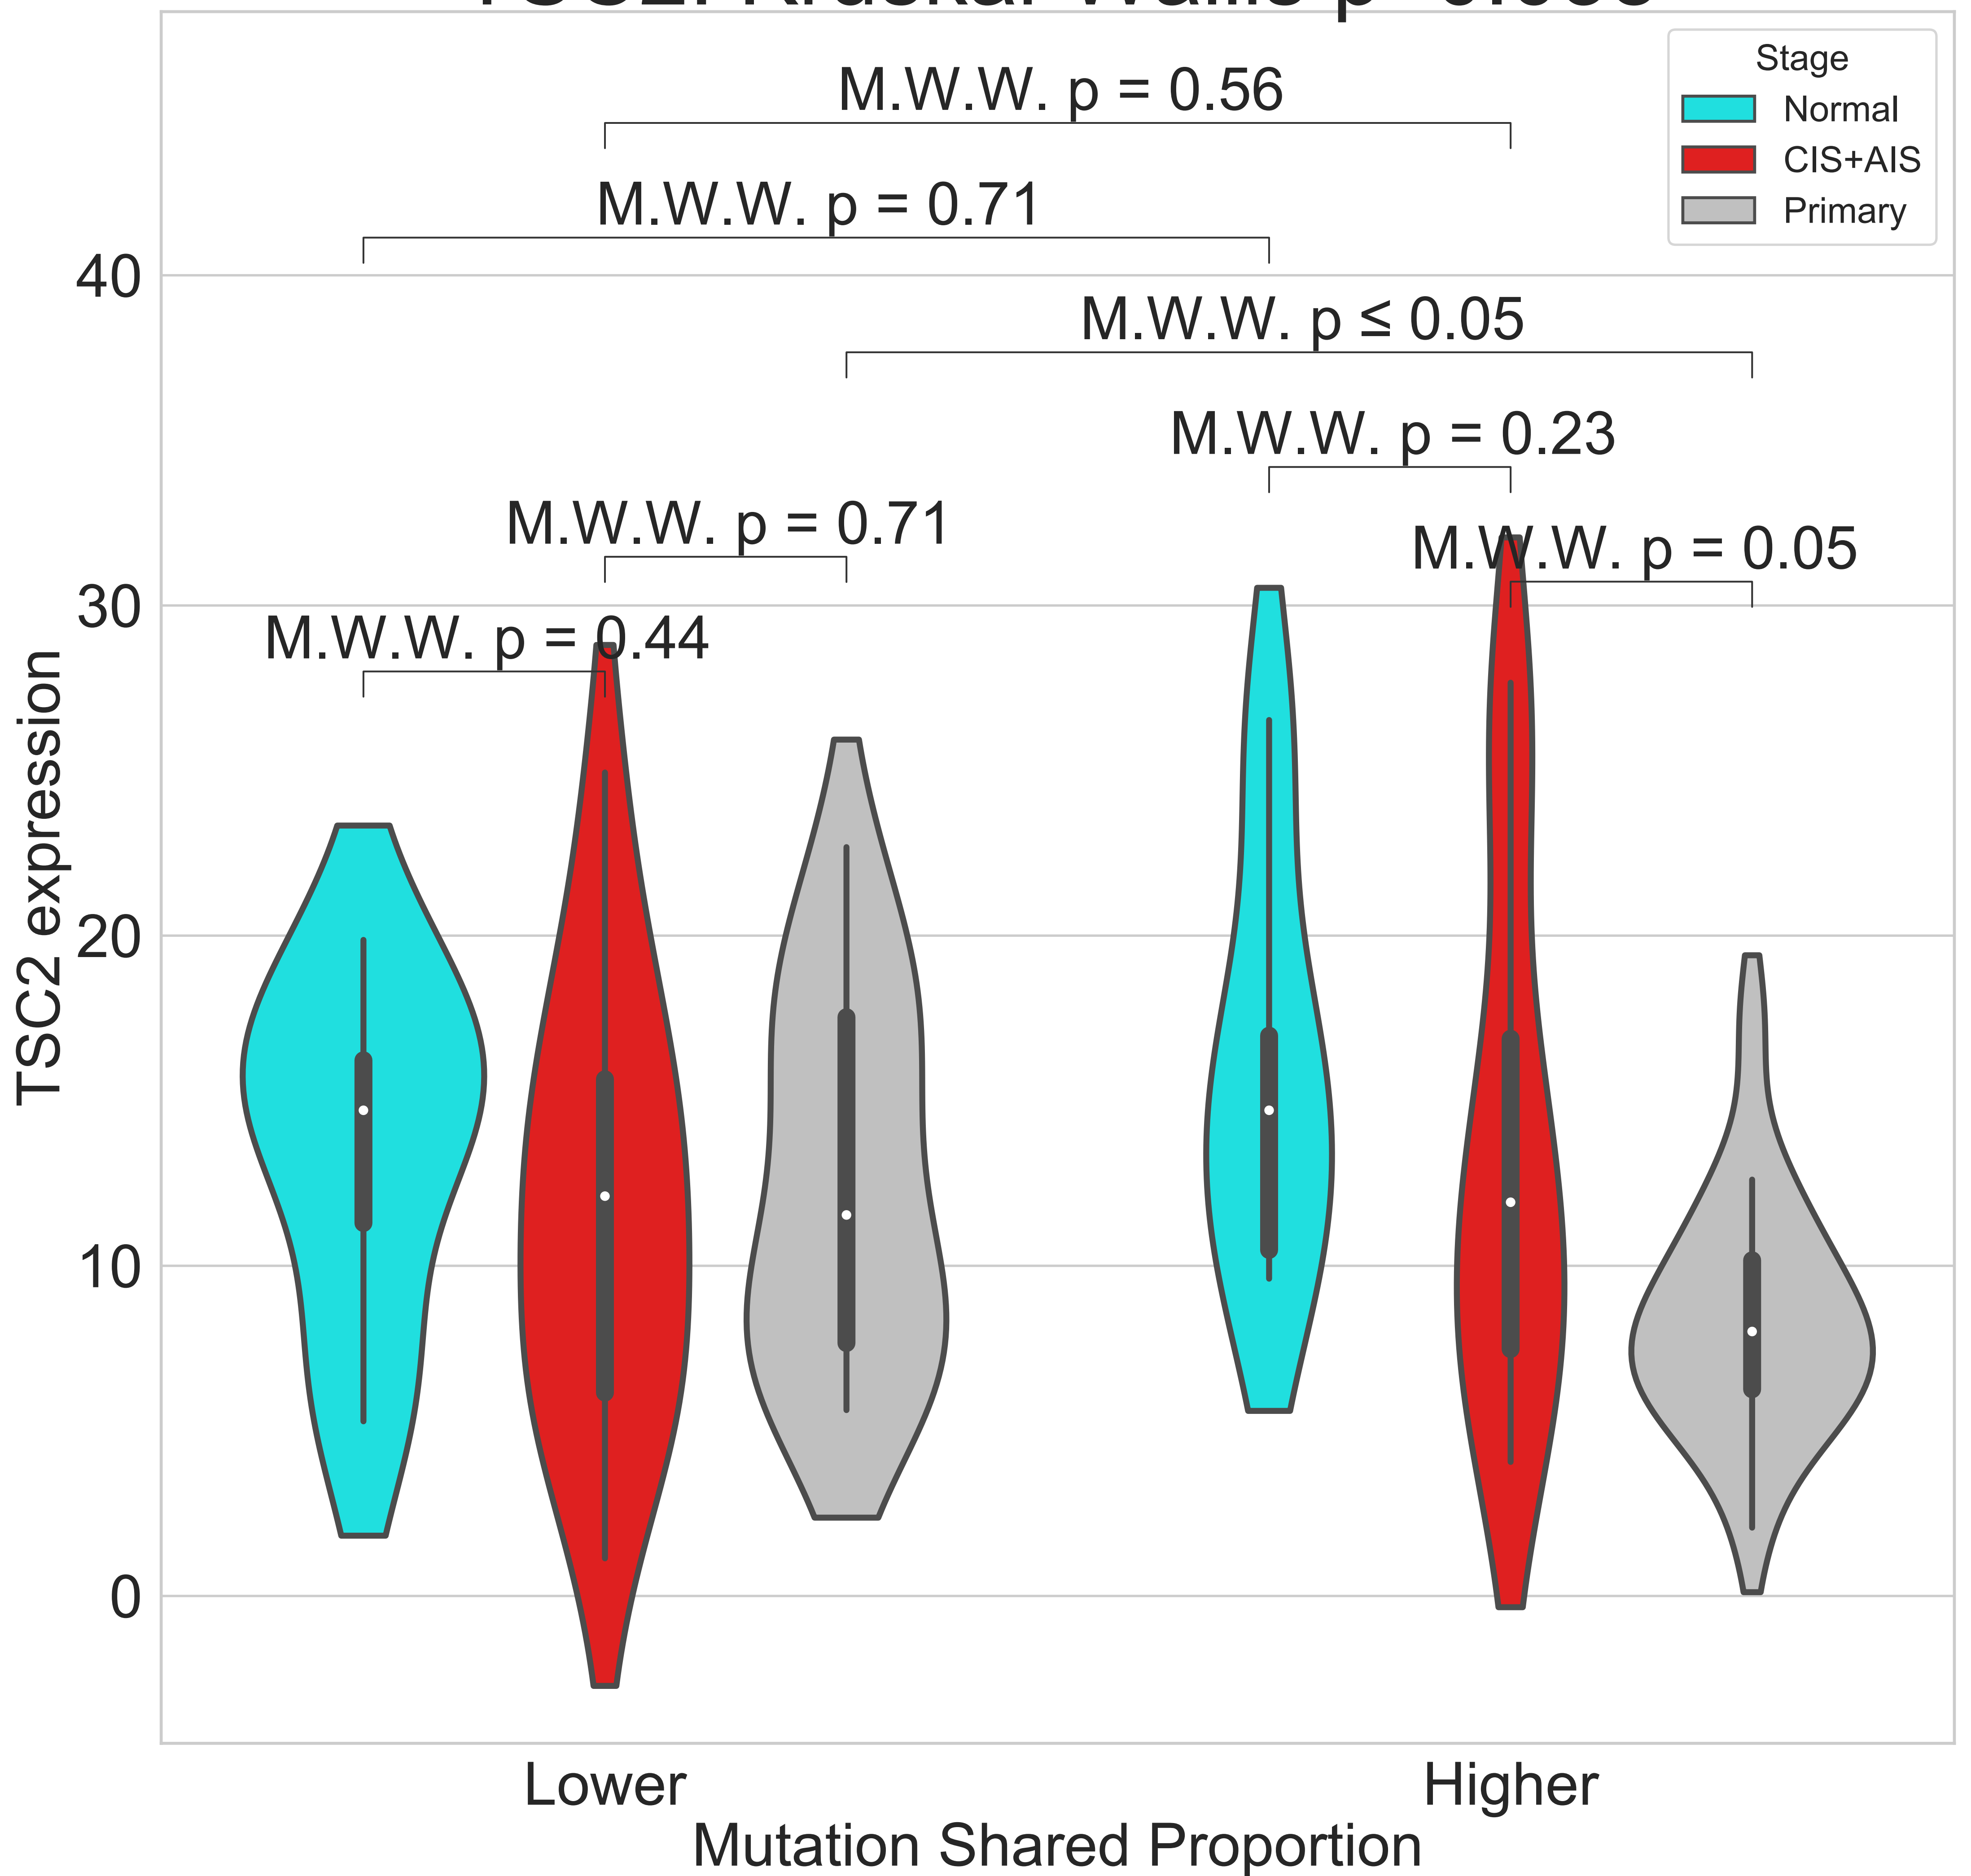 Stage
Normal
CIS+AIS
Primary
M.W.W. p = 0.56
M.W.W. p = 0.71
M.W.W. p ≤ 0.05
M.W.W. p = 0.23
M.W.W. p = 0.71
M.W.W. p = 0.05
M.W.W. p = 0.44
40
30
20
10
0
TSC2 expression
Lower
Higher
Mutation Shared Proportion